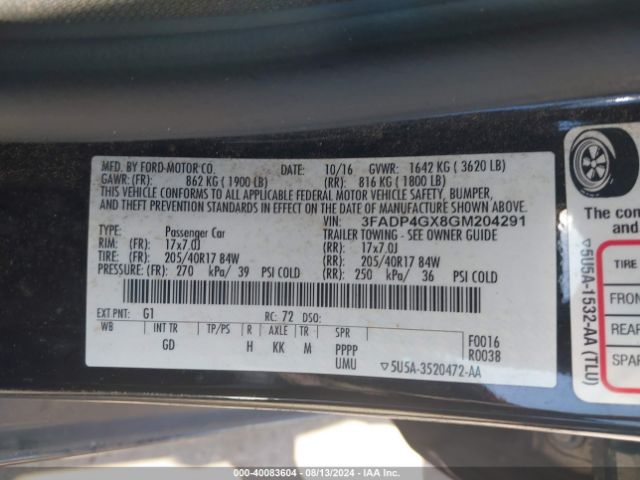 MFD. BY FORD-MOTOR CO. DATE: 10/16 GVWR: 1642 KG ( 3620 LB)
GAWR: (FR): 862 KG ( 1900 LB) (RR): 816 KG ( 1800 LB)
THIS VEHICLE CONFORMS TO ALL APPLICABLE FEDERAL MOTOR VEHICLE SAFETY, BUMPER,
AND THEFT PREVENTION STANDARDS IN EFFECT ON THE DATE OF MANUFACTURE SHOWN ABOVE.
VIN: 3FADP4GX8GM204291
TYPE: Passenger Car TRAILER TOWING - SEE OWNER GUIDE
RIM: (FR): 17x7.0J (RR): 17x7.0J
TIRE: (FR): 205/40R17 84W (RR): 205/40R17 84W
PRESSURE: (FR): 270 kPa/ 39 PSI COLD (RR): 250 kPa/ 36 PSI COLD
EXT PNT: G1 RC: 72 DSO:
WB INT TR TP/PS R AXLE TR SPR
GD H KK M PPPP
UMU
F0016
R0038
▽5U5A-3520472-AA
▽5U5A-1532-AA (TLU)
The com
TIRE
FRON
REAR
SPAR
000-40083604 - 08/13/2024 - IAA Inc.